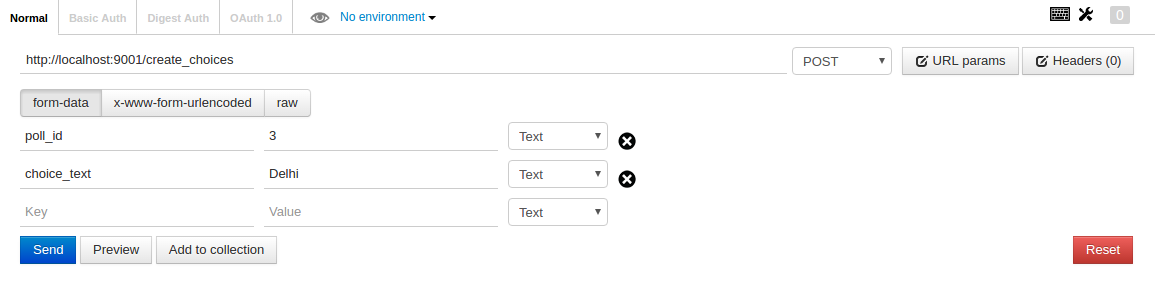 Normal Basic Auth Digest Auth OAuth 1.0 No environment 0
http://localhost:9001/create_choices POST URL params Headers (0)
form-data x-www-form-urlencoded raw
poll_id 3 Text
choice_text Delhi Text
Key Value Text
Send Preview Add to collection Reset